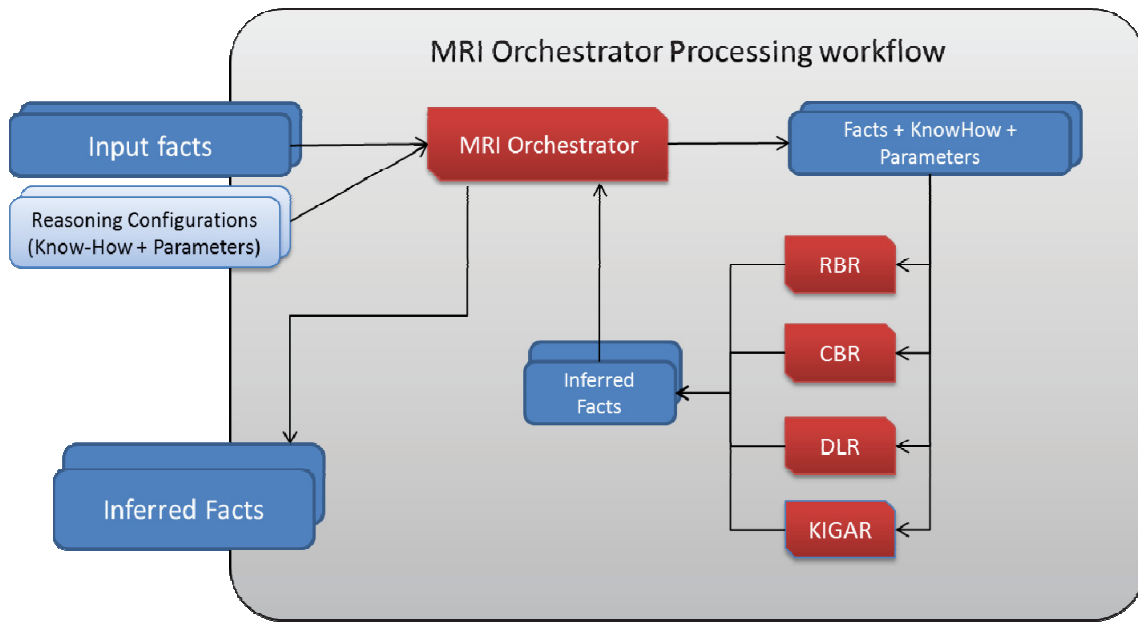 MRI Orchestrator Processing workflow
Input facts
MRI Orchestrator
Facts + KnowHow +
Parameters
Reasoning Configurations
(Know-How + Parameters)
RBR
CBR
Inferred
Facts
DLR
Inferred Facts
KIGAR